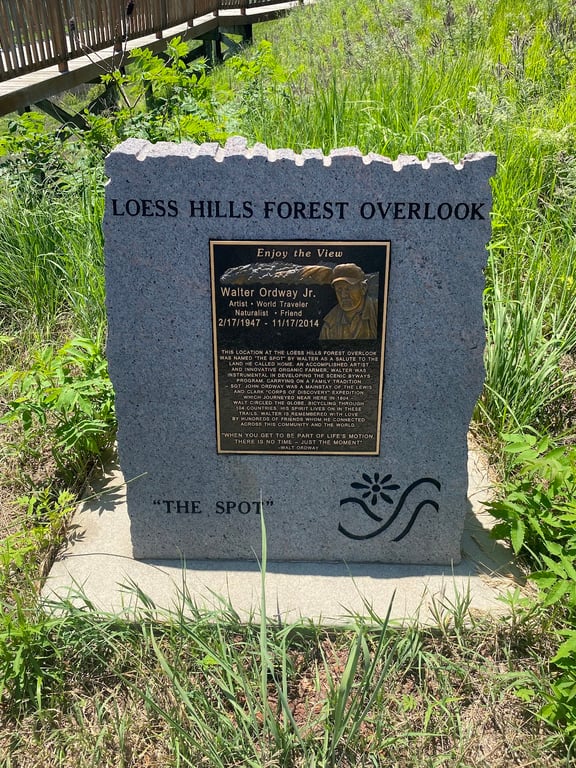 LOESS HILLS FOREST OVERLOOK
Enjoy the View
Walter Ordway Jr.
Artist • World Traveler
Naturalist • Friend
2/17/1947 - 11/17/2014
THIS LOCATION AT THE LOESS HILLS FOREST OVERLOOK
WAS NAMED "THE SPOT" BY WALTER AS A SALUTE TO THE
LAND HE CALLED HOME. AN ACCOMPLISHED ARTIST
AND INNOVATIVE ORGANIC FARMER, WALTER WAS
INSTRUMENTAL IN DEVELOPING THE SCENIC BYWAYS
PROGRAM. CARRYING ON A FAMILY TRADITION
- SGT. JOHN ORDWAY WAS A MAINSTAY OF THE LEWIS
AND CLARK "CORPS OF DISCOVERY" EXPEDITION
WHICH JOURNEYED NEAR HERE IN 1804 -
WALT CIRCLED THE GLOBE, BICYCLING THROUGH
104 COUNTRIES. HIS SPIRIT LIVES ON IN THESE
TRAILS. WALTER IS REMEMBERED WITH LOVE
BY HUNDREDS OF FRIENDS WHOM HE CONNECTED
ACROSS THIS COMMUNITY AND THE WORLD.
"WHEN YOU GET TO BE PART OF LIFE'S MOTION
THERE IS NO TIME – JUST THE MOMENT"
-WALT ORDWAY
"THE SPOT"